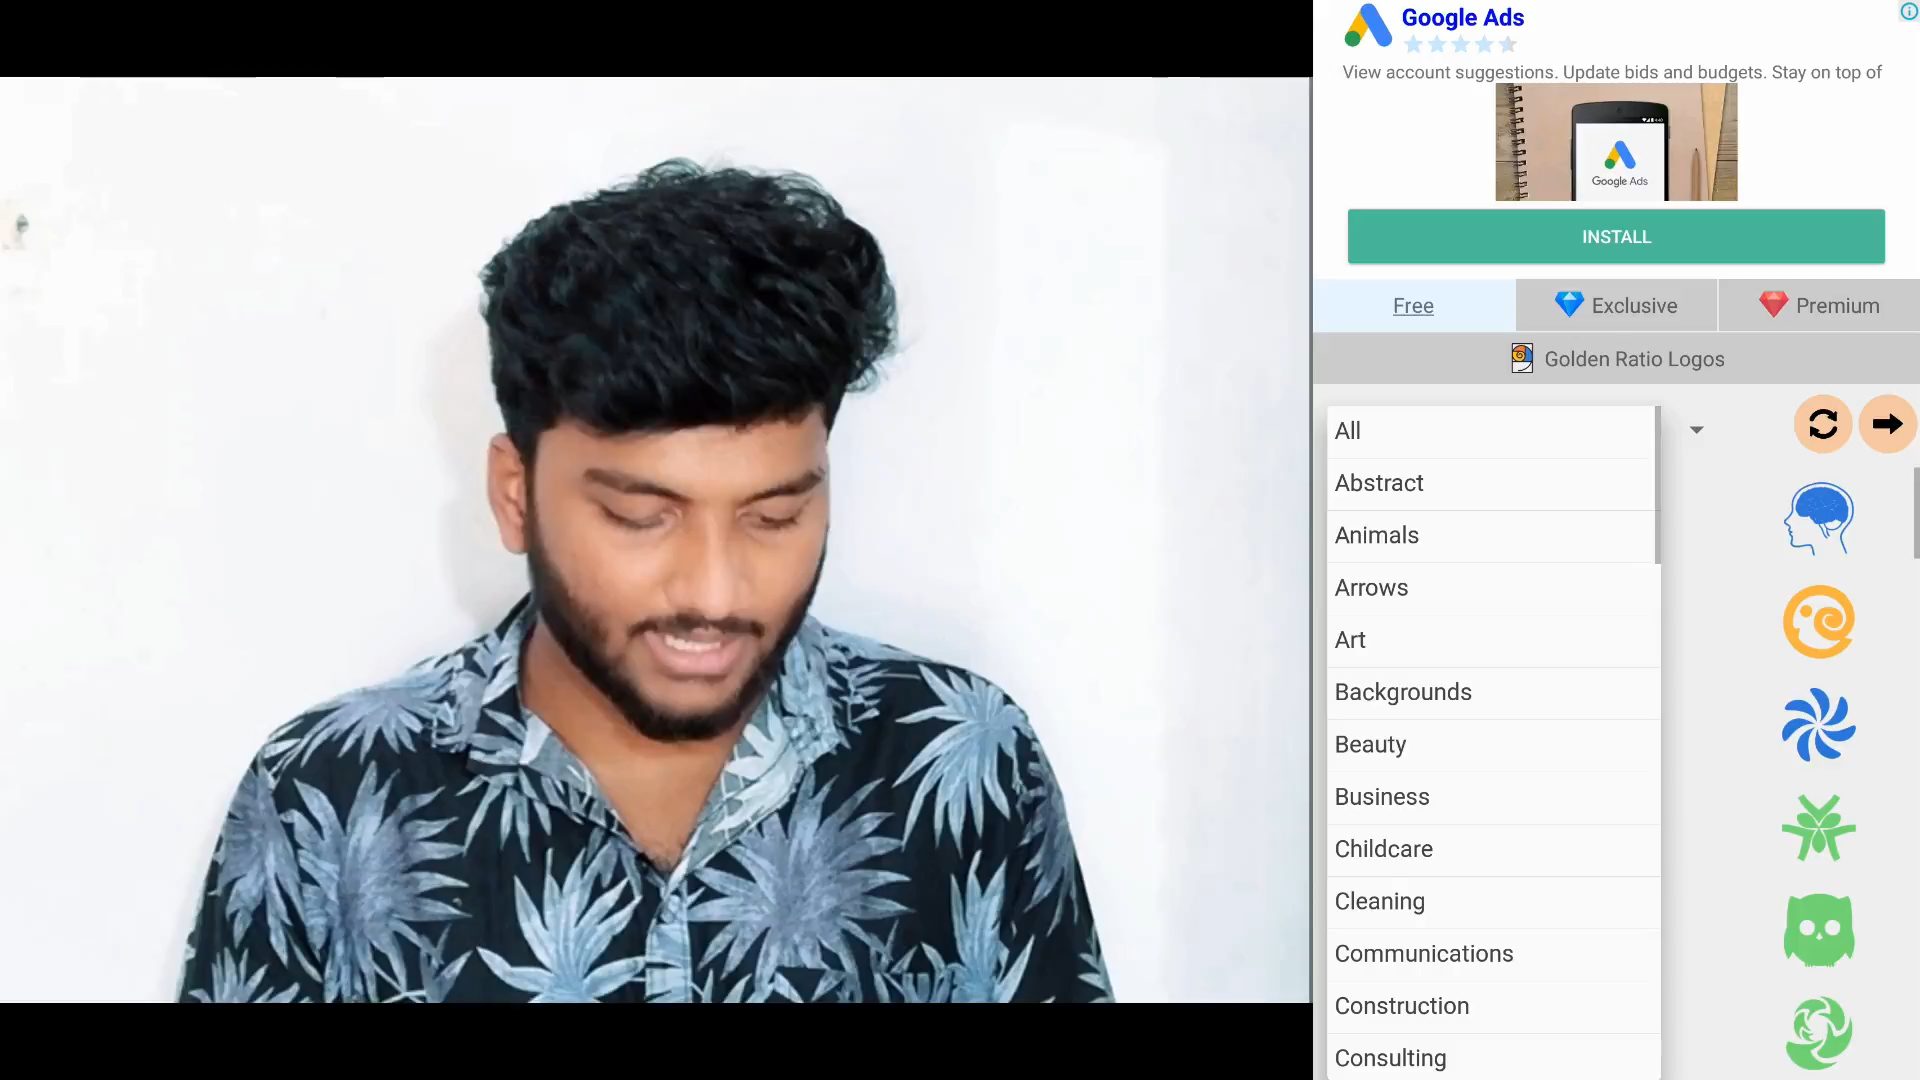 Google Ads
View account suggestions. Update bids and budgets. Stay on top of
Google Ads
INSTALL
Free
Exclusive
Premium
Golden Ratio Logos
All
Abstract
Animals
Arrows
Art
Backgrounds
Beauty
Business
Childcare
Cleaning
Communications
Construction
Consulting